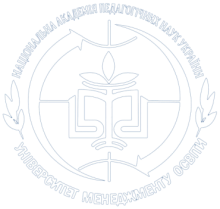 НАЦІОНАЛЬНА АКАДЕМІЯ ПЕДАГОГІЧНИХ НАУК УКРАЇНИ
УНІВЕРСИТЕТ МЕНЕДЖМЕНТУ ОСВІТИ